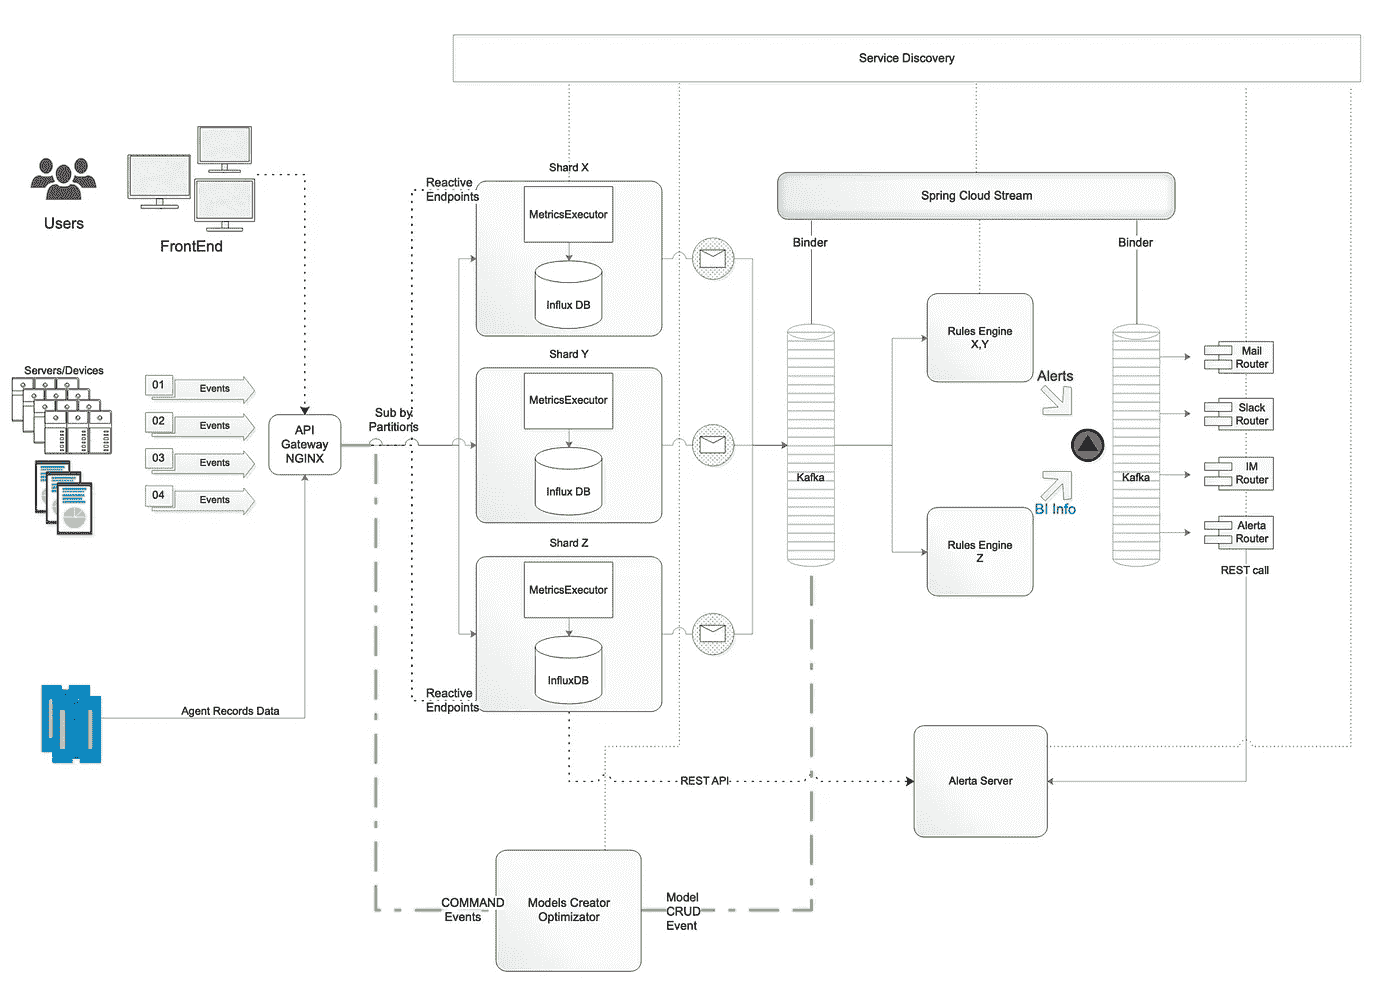 Service Discovery
Users
FrontEnd
Servers/Devices
01
Events
02
Events
03
Events
04
Events
API
Gateway
NGINX
Agent Records Data
Sub by
Partitions
Reactive
Endpoints
Shard X
MetricsExecutor
Influx DB
Shard Y
MetricsExecutor
Influx DB
Shard Z
MetricsExecutor
InfluxDB
Reactive
Endpoints
Spring Cloud Stream
Binder
Binder
Kafka
Rules Engine
X,Y
Rules Engine
Z
Alerts
BI Info
Kafka
Mail
Router
Slack
Router
IM
Router
Alerta
Router
REST call
REST API
Alerta Server
COMMAND
Events
Models Creator
Optimizator
Model
CRUD
Event